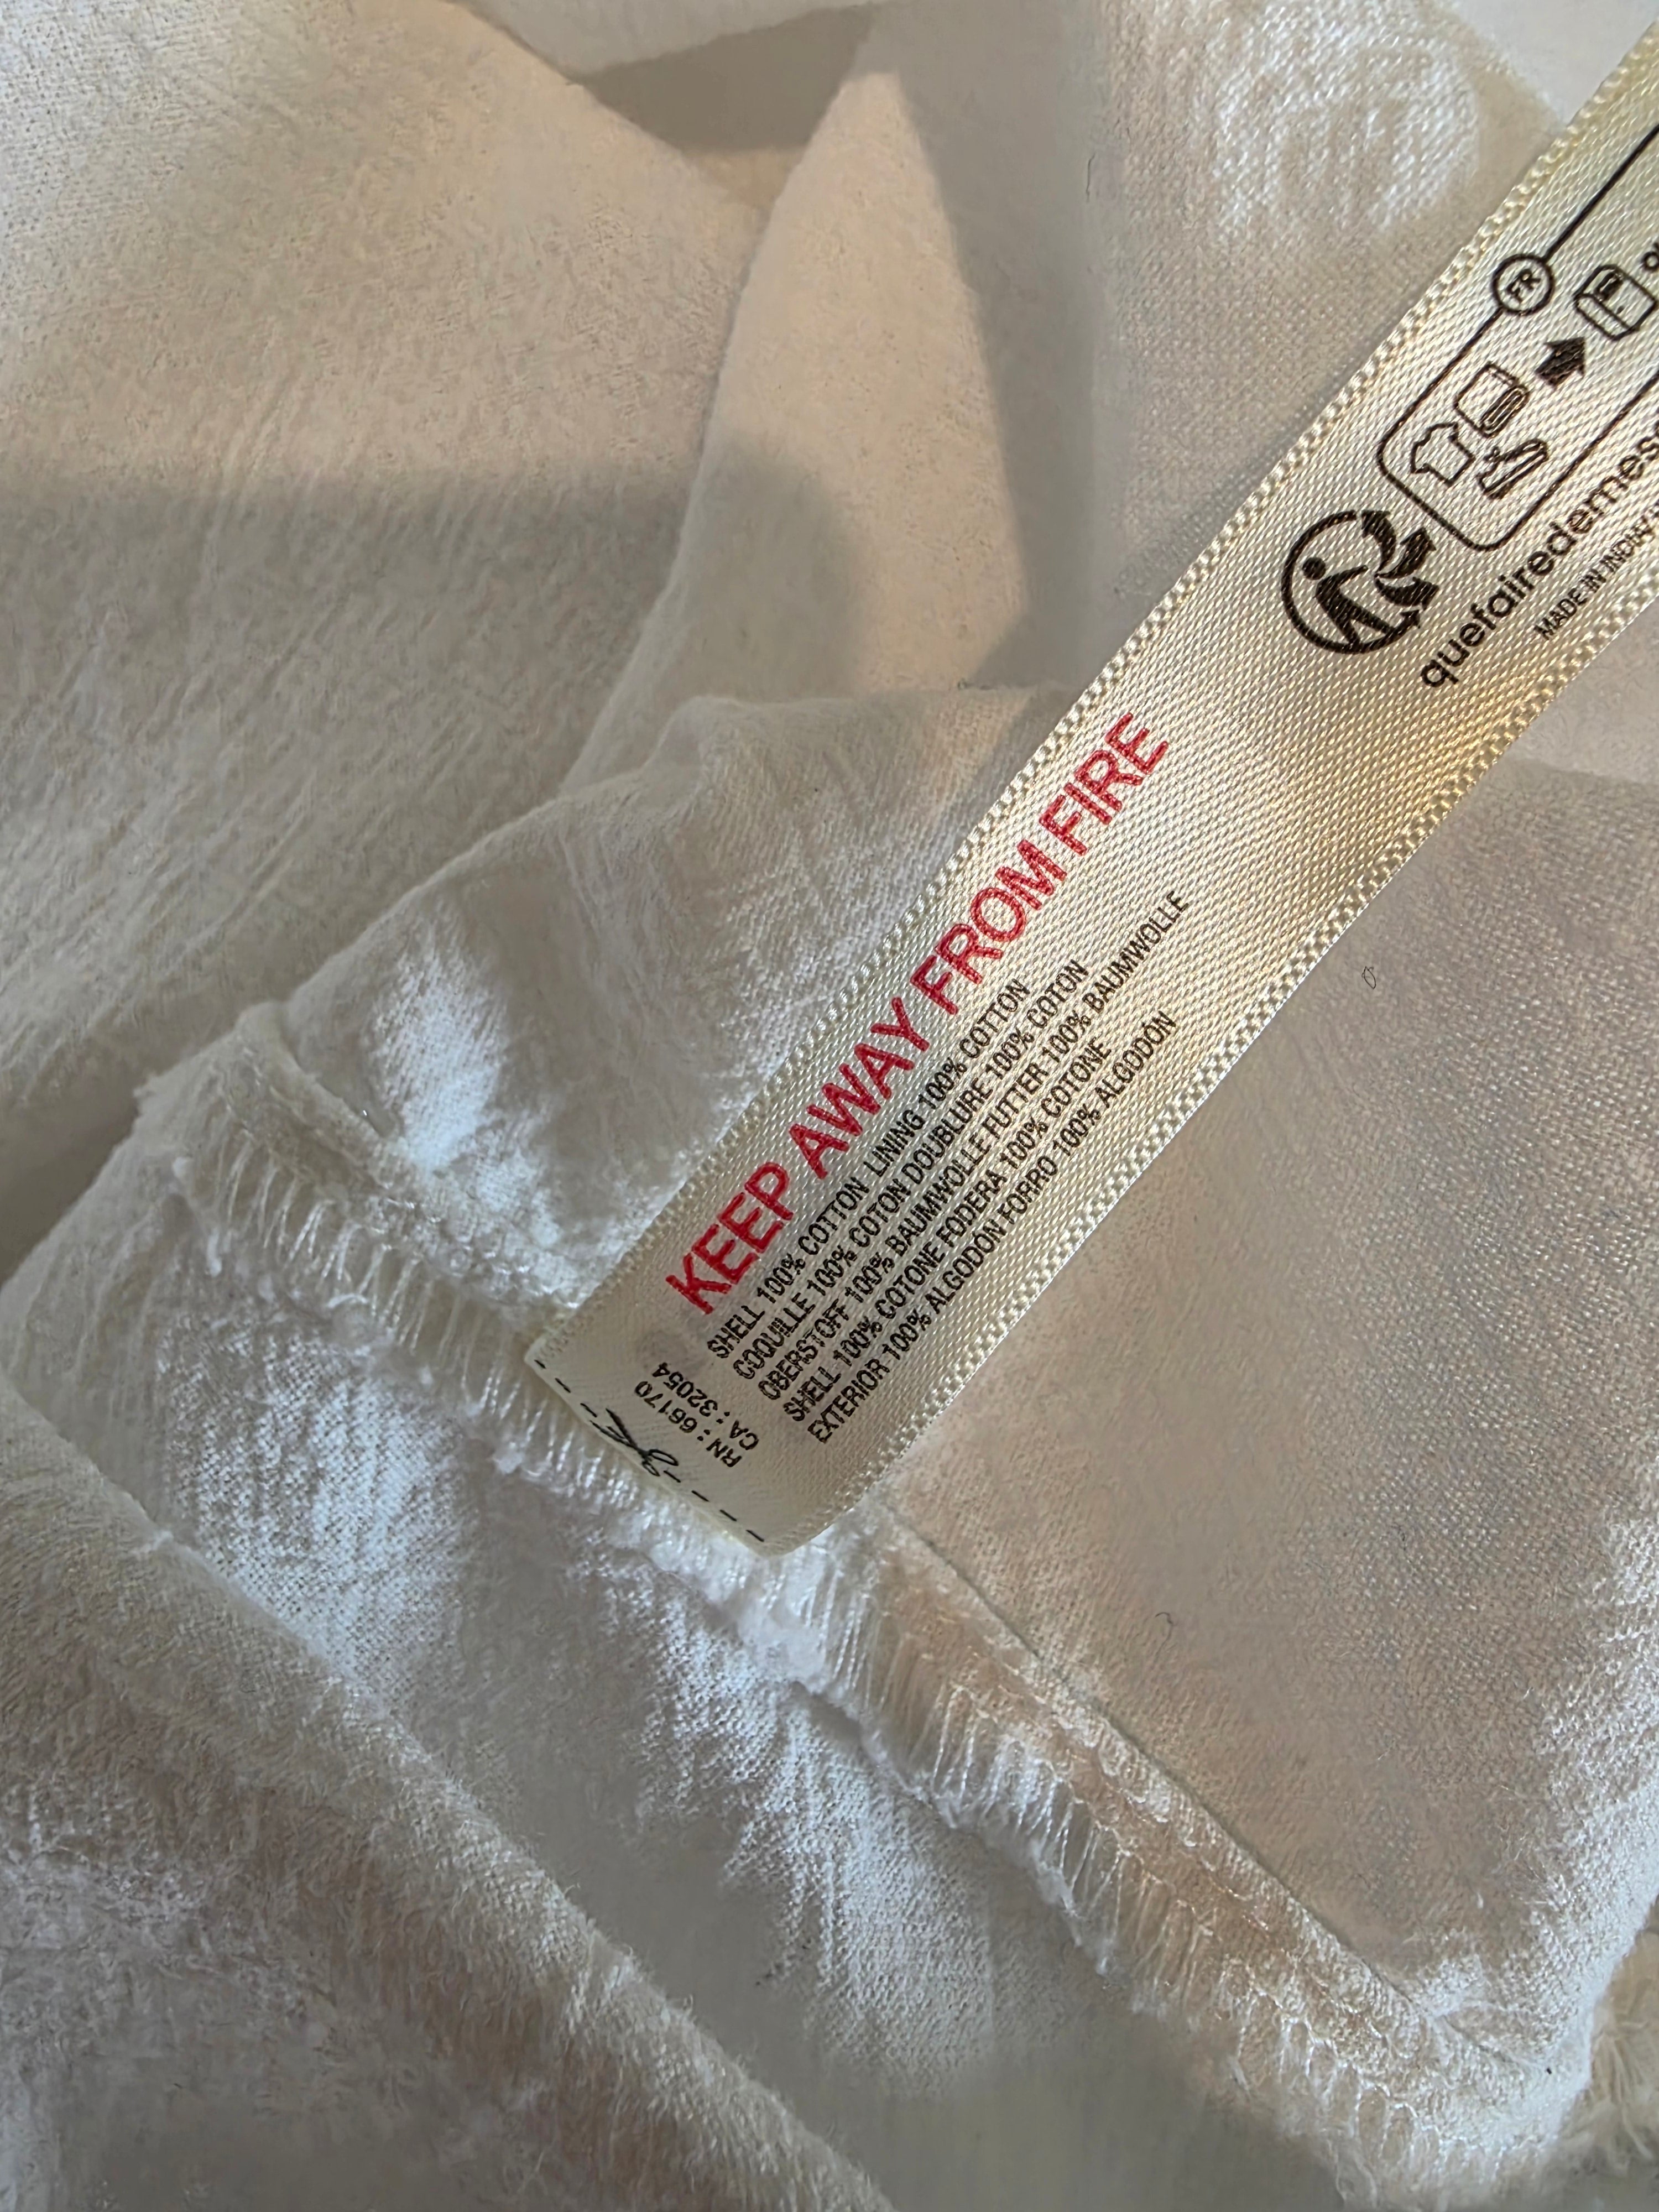 KEEP AWAY FROM FIRE
SHELL 100% COTTON LINING 100% COTTON
COQUILLE 100% COTON DOUBLURE 100% COTON
OBERSTOFF 100% BAUMWOLLE FUTTER 100% BAUMWOLLE
SHELL 100% COTONE FODERA 100% COTONE
EXTERIOR 100% ALGODÓN FORRO 100% ALGODÓN
RN : 66170
CA : 32054
FR
quefairedemes
MADE IN INDIA